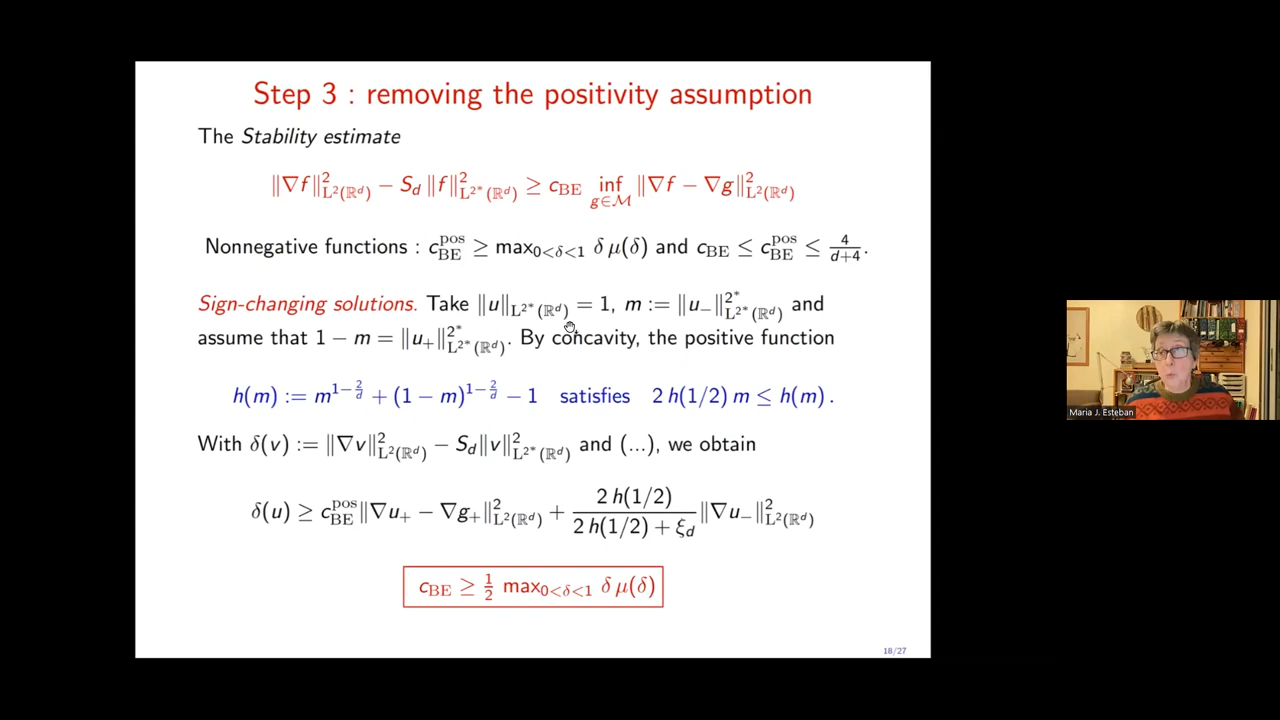 Step 3 : removing the positivity assumption
The Stability estimate
‖∇f‖²_{L²(ℝ^d)} − S_d ‖f‖²_{L^{2*}(ℝ^d)} ≥ c_BE inf_{g∈ℳ} ‖∇f − ∇g‖²_{L²(ℝ^d)}
Nonnegative functions : c_BE^pos ≥ max_{0<δ<1} δ μ(δ) and c_BE ≤ c_BE^pos ≤ 4/(d+4).
Sign-changing solutions. Take ‖u‖_{L^{2*}(ℝ^d)} = 1, m := ‖u_−‖^{2*}_{L^{2*}(ℝ^d)} and
assume that 1 − m = ‖u_+‖^{2*}_{L^{2*}(ℝ^d)}. By concavity, the positive function
h(m) := m^{1−2/d} + (1 − m)^{1−2/d} − 1 satisfies 2 h(1/2) m ≤ h(m) .
With δ(v) := ‖∇v‖²_{L²(ℝ^d)} − S_d‖v‖²_{L^{2*}(ℝ^d)} and (...), we obtain
δ(u) ≥ c_BE^pos ‖∇u_+ − ∇g_+‖²_{L²(ℝ^d)} + (2 h(1/2))/(2 h(1/2) + ξ_d) ‖∇u_−‖²_{L²(ℝ^d)}
c_BE ≥ 1/2 max_{0<δ<1} δ μ(δ)
18/27
Maria J. Esteban